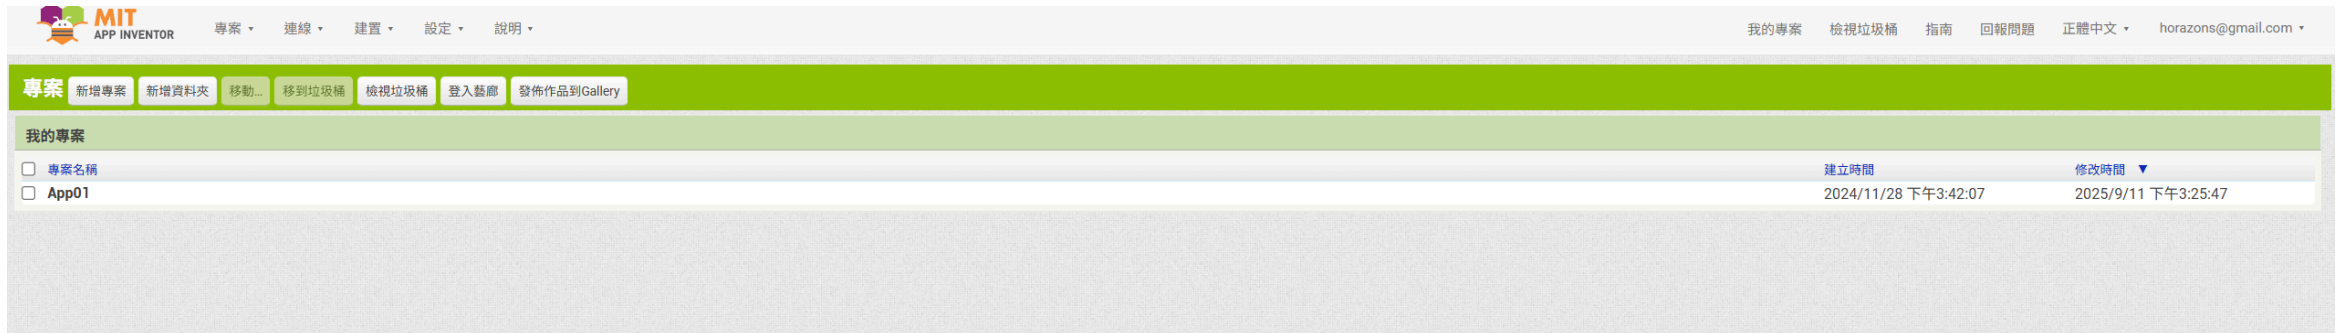 MIT
APP INVENTOR
專案 連線 建置 設定 說明 我的專案 檢視垃圾桶 指南 回報問題 正體中文 horazons@gmail.com
專案 新增專案 新增資料夾 移動... 移到垃圾桶 檢視垃圾桶 登入藝廊 發佈作品到Gallery
我的專案
專案名稱 建立時間 修改時間 ▼
App01 2024/11/28 下午3:42:07 2025/9/11 下午3:25:47